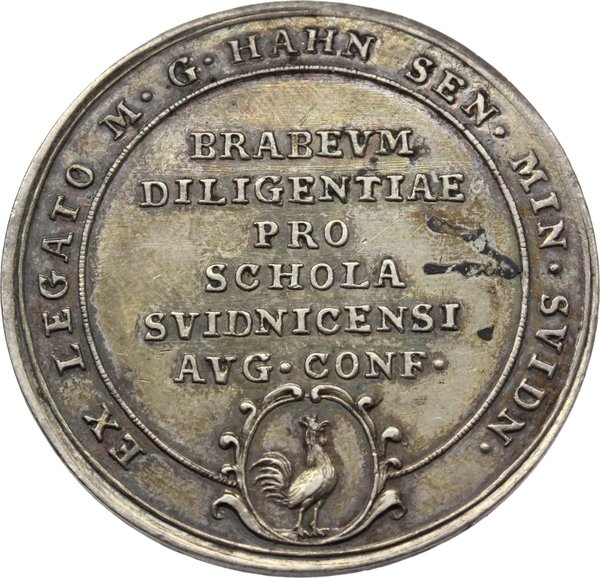 EX LEGATO M · G · HAHN SEN · MIN · SVIDN ·
BRABEVM
DILIGENTIAE
PRO
SCHOLA
SVIDNICENSI
AVG · CONF ·